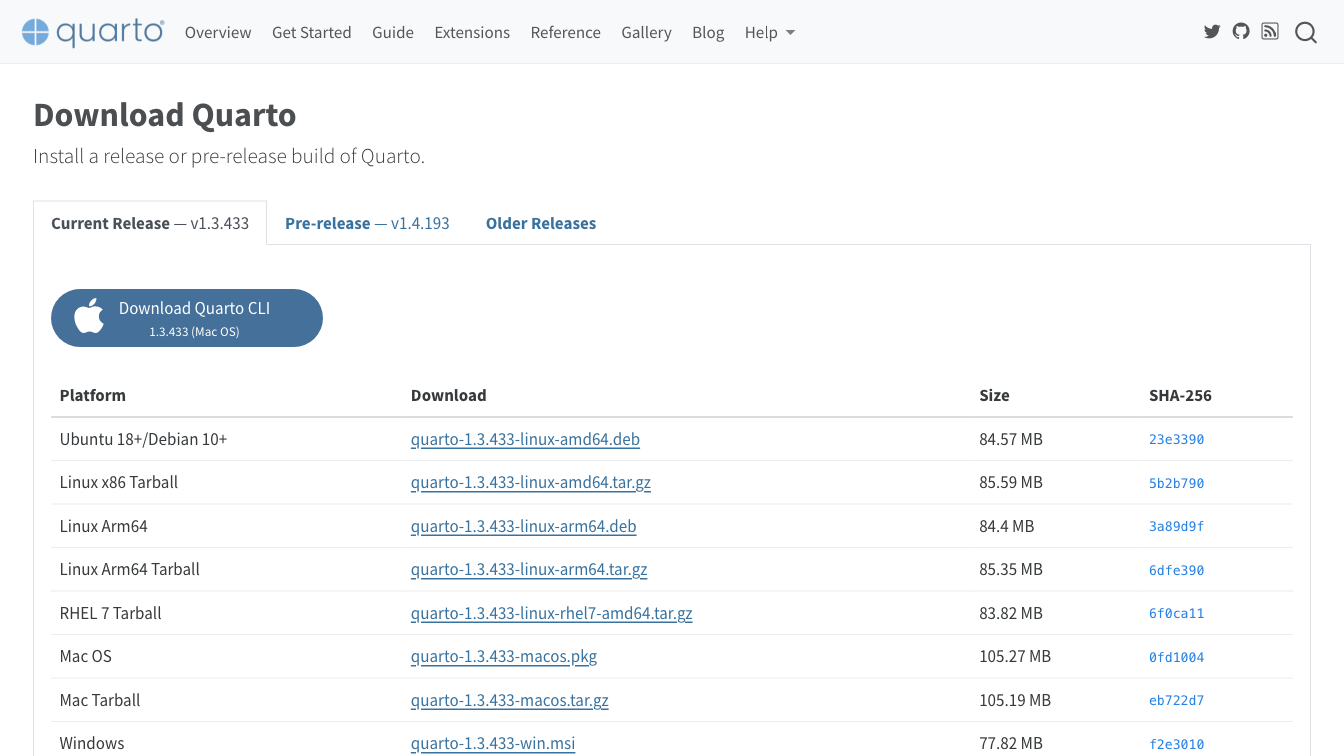 quarto
Overview Get Started Guide Extensions Reference Gallery Blog Help
Download Quarto
Install a release or pre-release build of Quarto.
Current Release — v1.3.433 Pre-release — v1.4.193 Older Releases
Download Quarto CLI
1.3.433 (Mac OS)
Platform Download Size SHA-256
Ubuntu 18+/Debian 10+ quarto-1.3.433-linux-amd64.deb 84.57 MB 23e3390
Linux x86 Tarball quarto-1.3.433-linux-amd64.tar.gz 85.59 MB 5b2b790
Linux Arm64 quarto-1.3.433-linux-arm64.deb 84.4 MB 3a89d9f
Linux Arm64 Tarball quarto-1.3.433-linux-arm64.tar.gz 85.35 MB 6dfe390
RHEL 7 Tarball quarto-1.3.433-linux-rhel7-amd64.tar.gz 83.82 MB 6f0ca11
Mac OS quarto-1.3.433-macos.pkg 105.27 MB 0fd1004
Mac Tarball quarto-1.3.433-macos.tar.gz 105.19 MB eb722d7
Windows quarto-1.3.433-win.msi 77.82 MB f2e3010